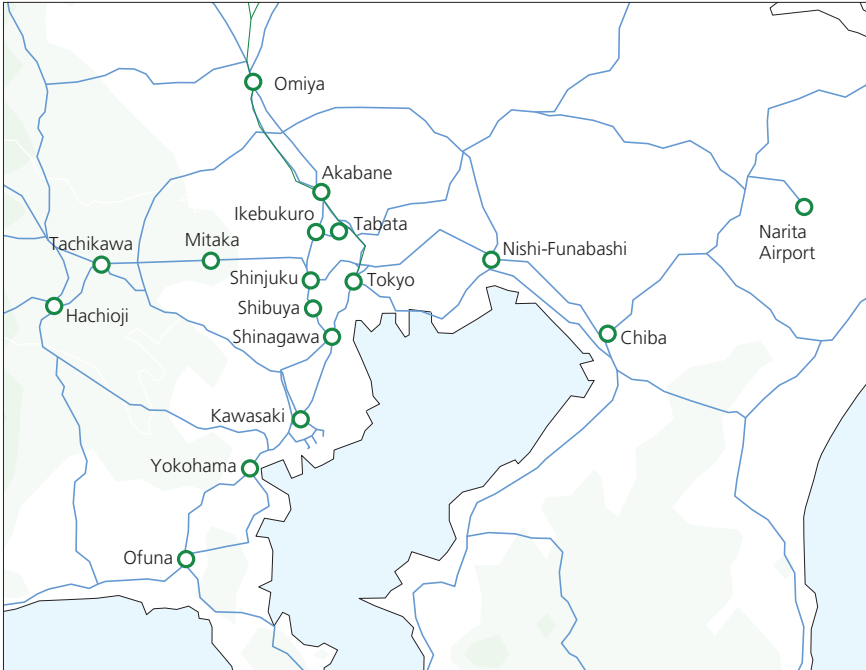 Omiya
Akabane
Ikebukuro
Tabata
Narita
Airport
Mitaka
Tachikawa
Nishi-Funabashi
Shinjuku
Tokyo
Shibuya
Hachioji
Shinagawa
Chiba
Kawasaki
Yokohama
Ofuna